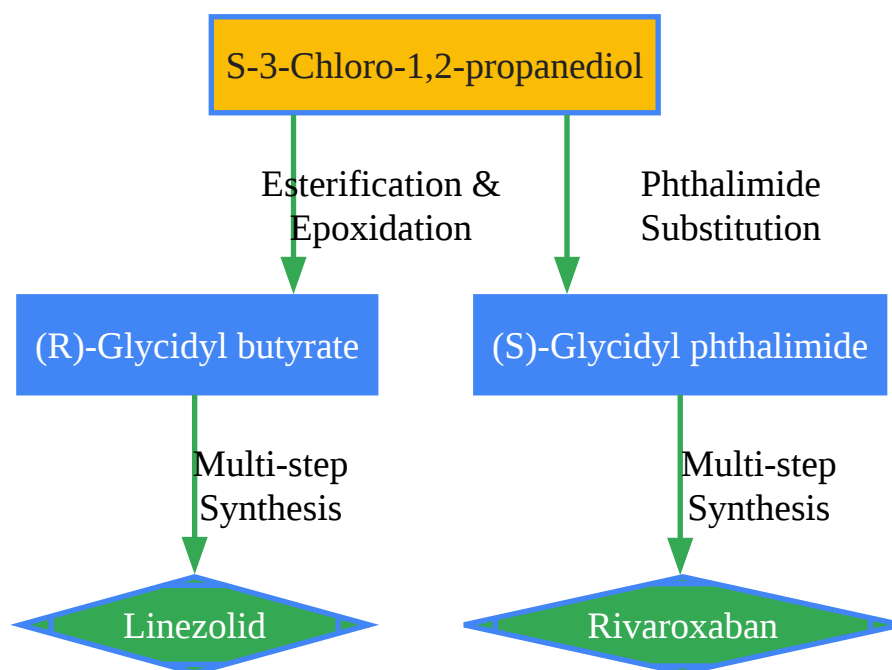 S-3-Chloro-1,2-propanediol
Esterification &
Epoxidation
Phthalimide
Substitution
(R)-Glycidyl butyrate
(S)-Glycidyl phthalimide
Multi-step
Synthesis
Multi-step
Synthesis
Linezolid
Rivaroxaban